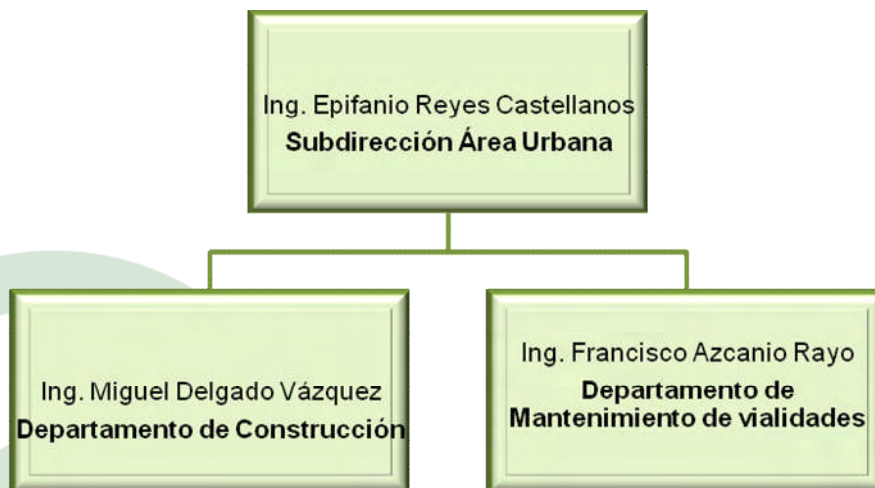 Ing. Epifanio Reyes Castellanos
Subdirección Área Urbana
Ing. Miguel Delgado Vázquez
Departamento de Construcción
Ing. Francisco Azcanio Rayo
Departamento de
Mantenimiento de vialidades